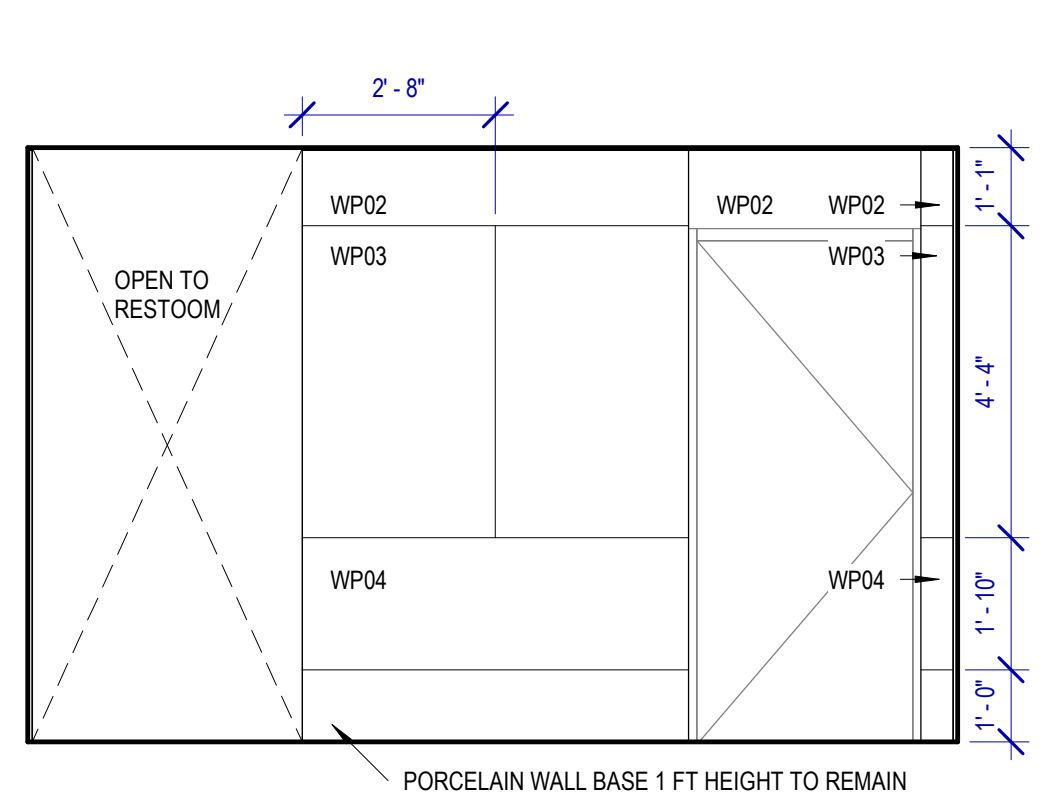 2' - 8"
WP02
WP02
WP02
1' - 1"
WP03
WP03
OPEN TO
RESTOOM
4' - 4"
WP04
WP04
1' - 10"
1' - 0"
PORCELAIN WALL BASE 1 FT HEIGHT TO REMAIN